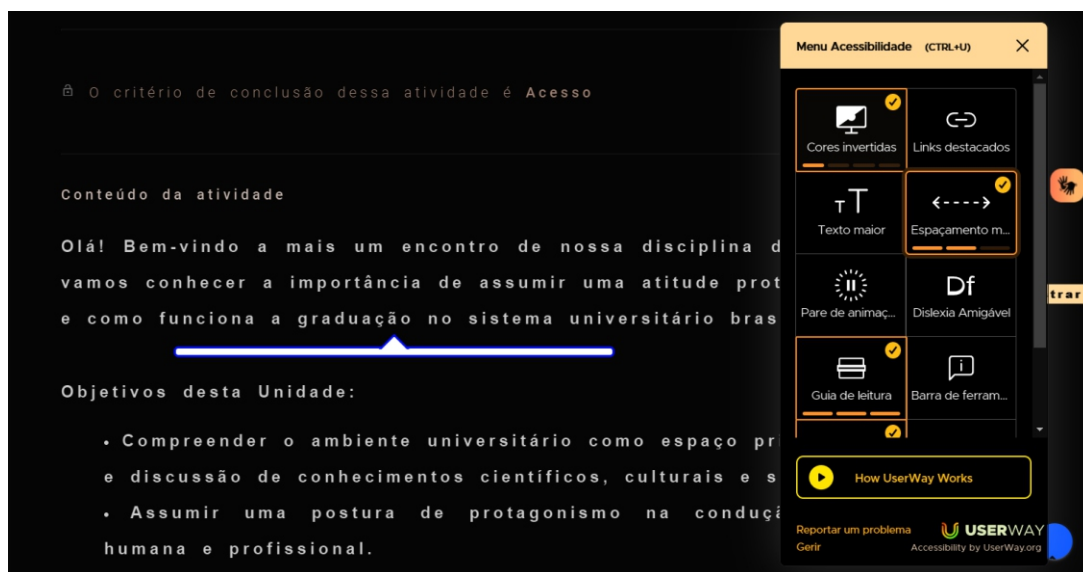 O critério de conclusão dessa atividade é Acesso
Conteúdo da atividade
Olá! Bem-vindo a mais um encontro de nossa disciplina d
vamos conhecer a importância de assumir uma atitude prot
e como funciona a graduação no sistema universitário bras
Objetivos desta Unidade:
• Compreender o ambiente universitário como espaço pr
e discussão de conhecimentos científicos, culturais e s
• Assumir uma postura de protagonismo na conduçã
humana e profissional.
Menu Acessibilidade (CTRL+U)
Cores invertidas
Links destacados
TT
Texto maior
Espaçamento m...
Pare de animaç...
Df
Dislexia Amigável
Guia de leitura
Barra de ferram...
How UserWay Works
Reportar um problema
Gerir
USERWAY
Accessibility by UserWay.org
trar